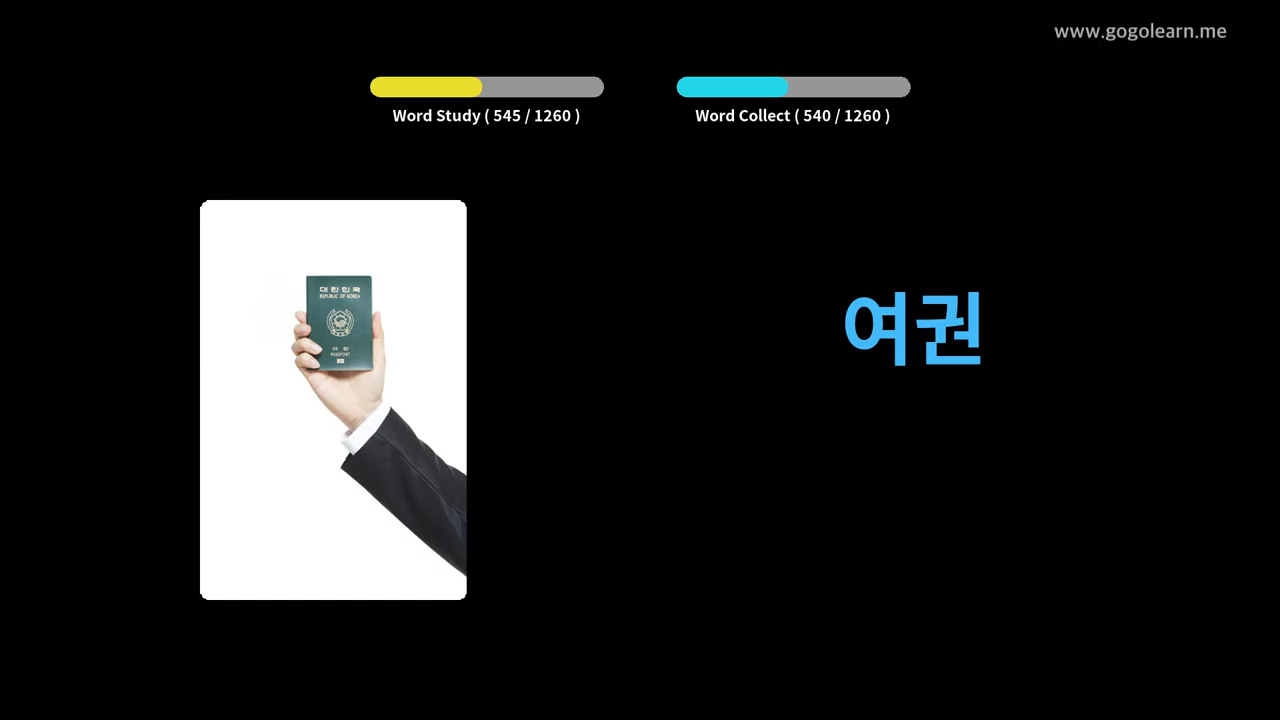 www.gogolearn.me
Word Study ( 545 / 1260 )
Word Collect ( 540 / 1260 )
대한민국
REPUBLIC OF KOREA
여권
PASSPORT
여권